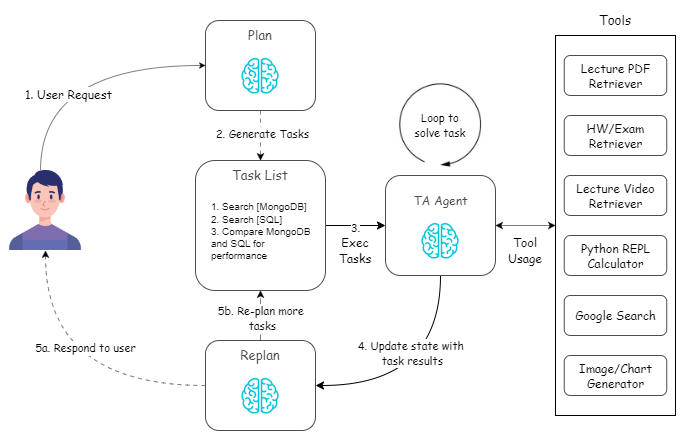 Tools
Plan
1. User Request
2. Generate Tasks
Loop to
solve task
Task List
1. Search [MongoDB]
2. Search [SQL]
3. Compare MongoDB
and SQL for
performance
3.
Exec
Tasks
TA Agent
Tool
Usage
Lecture PDF
Retriever
HW/Exam
Retriever
Lecture Video
Retriever
Python REPL
Calculator
Google Search
Image/Chart
Generator
5b. Re-plan more
tasks
4. Update state with
task results
5a. Respond to user
Replan